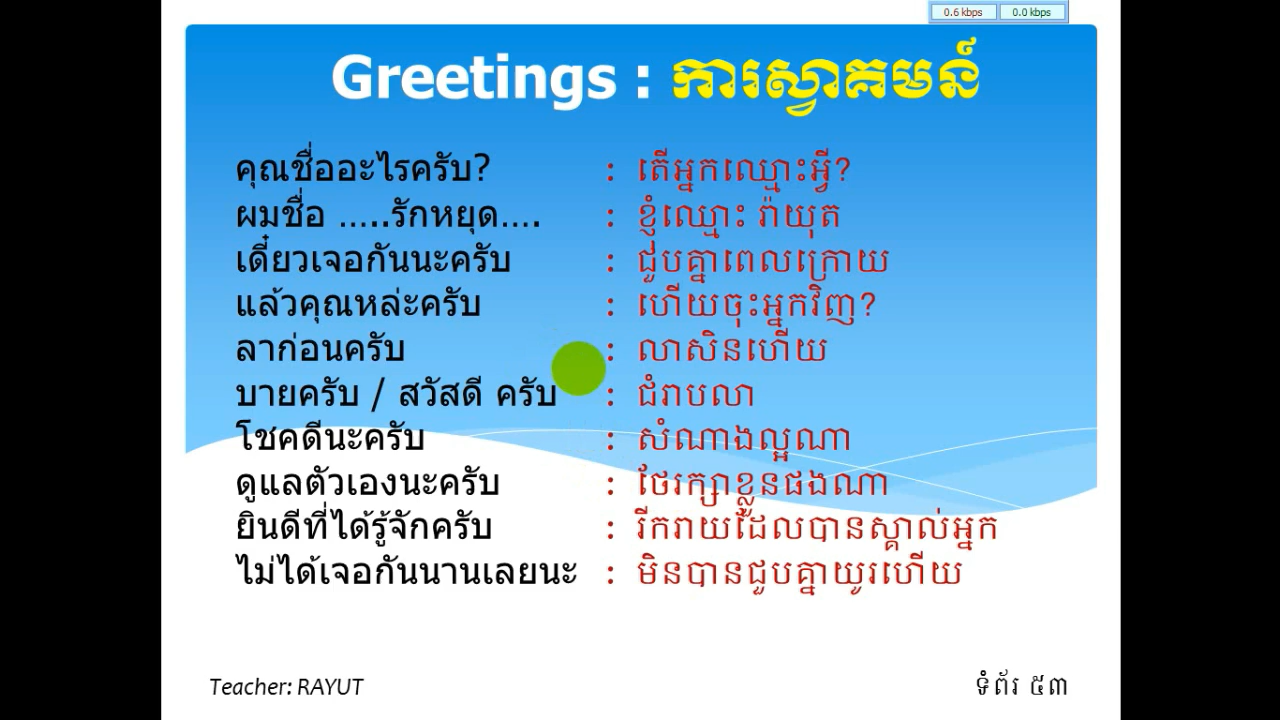 0.6 kbps 0.0 kbps
Greetings : ការស្វាគមន៍
คุณชื่ออะไรครับ? : តើអ្នកឈ្មោះអ្វី?
ผมชื่อ …..รักหยุด…. : ខ្ញុំឈ្មោះ រ៉ាយុត
เดี๋ยวเจอกันนะครับ : ជួបគ្នាពេលក្រោយ
แล้วคุณหล่ะครับ : ហើយចុះអ្នកវិញ?
ลาก่อนครับ : លាសិនហើយ
บายครับ / สวัสดี ครับ : ជំរាបលា
โชคดีนะครับ : សំណាងល្អណា
ดูแลตัวเองนะครับ : ថែរក្សាខ្លួនផងណា
ยินดีที่ได้รู้จักครับ : រីករាយដែលបានស្គាល់អ្នក
ไม่ได้เจอกันนานเลยนะ : មិនបានជួបគ្នាយូរហើយ
Teacher: RAYUT ទំព័រ ៥៣